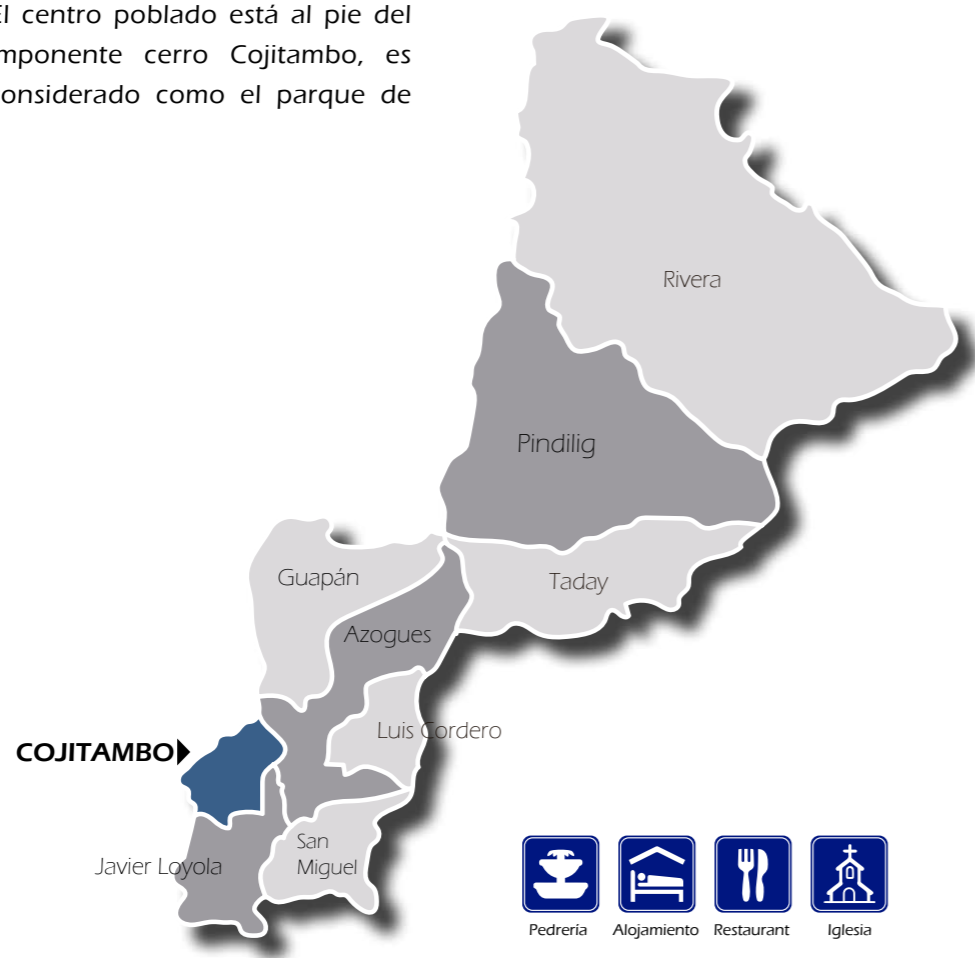 El centro poblado está al pie del
imponente cerro Cojitambo, es
considerado como el parque de
Rivera
Pindilig
Guapán
Taday
Azogues
Luis Cordero
COJITAMBO
San
Miguel
Javier Loyola
Pedrería
Alojamiento
Restaurant
Iglesia